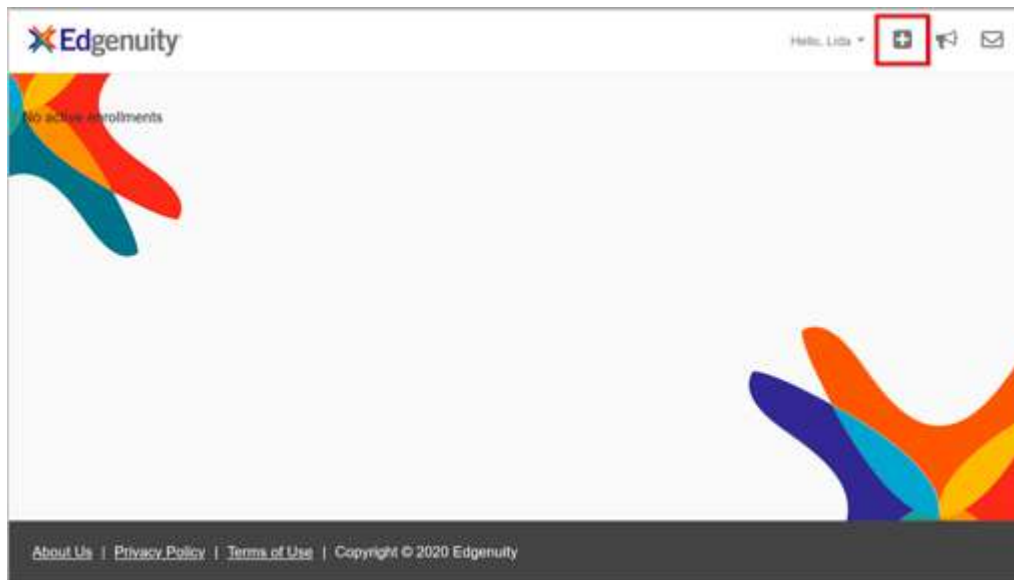 Edgenuity
Hello, Lida
No active enrollments
About Us | Privacy Policy | Terms of Use | Copyright © 2020 Edgenuity